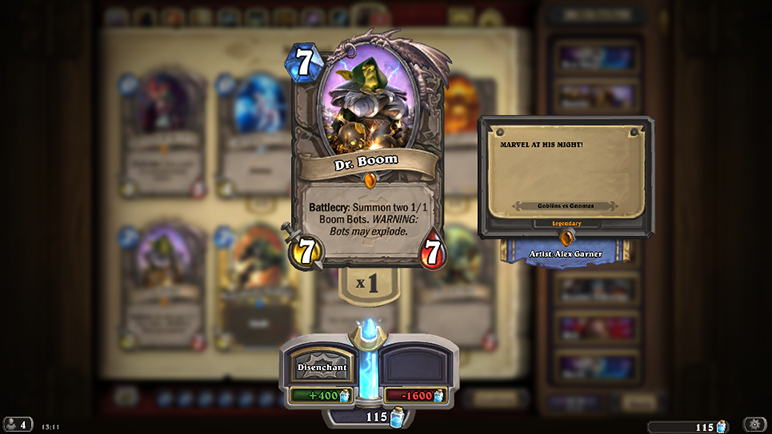 7
Dr. Boom
Battlecry: Summon two 1/1
Boom Bots. WARNING:
Bots may explode.
7
7
MARVEL AT HIS MIGHT!
Goblins vs Gnomes
Legendary
Artist: Alex Garner
x1
Disenchant
+400
-1600
115
4
13:11
115